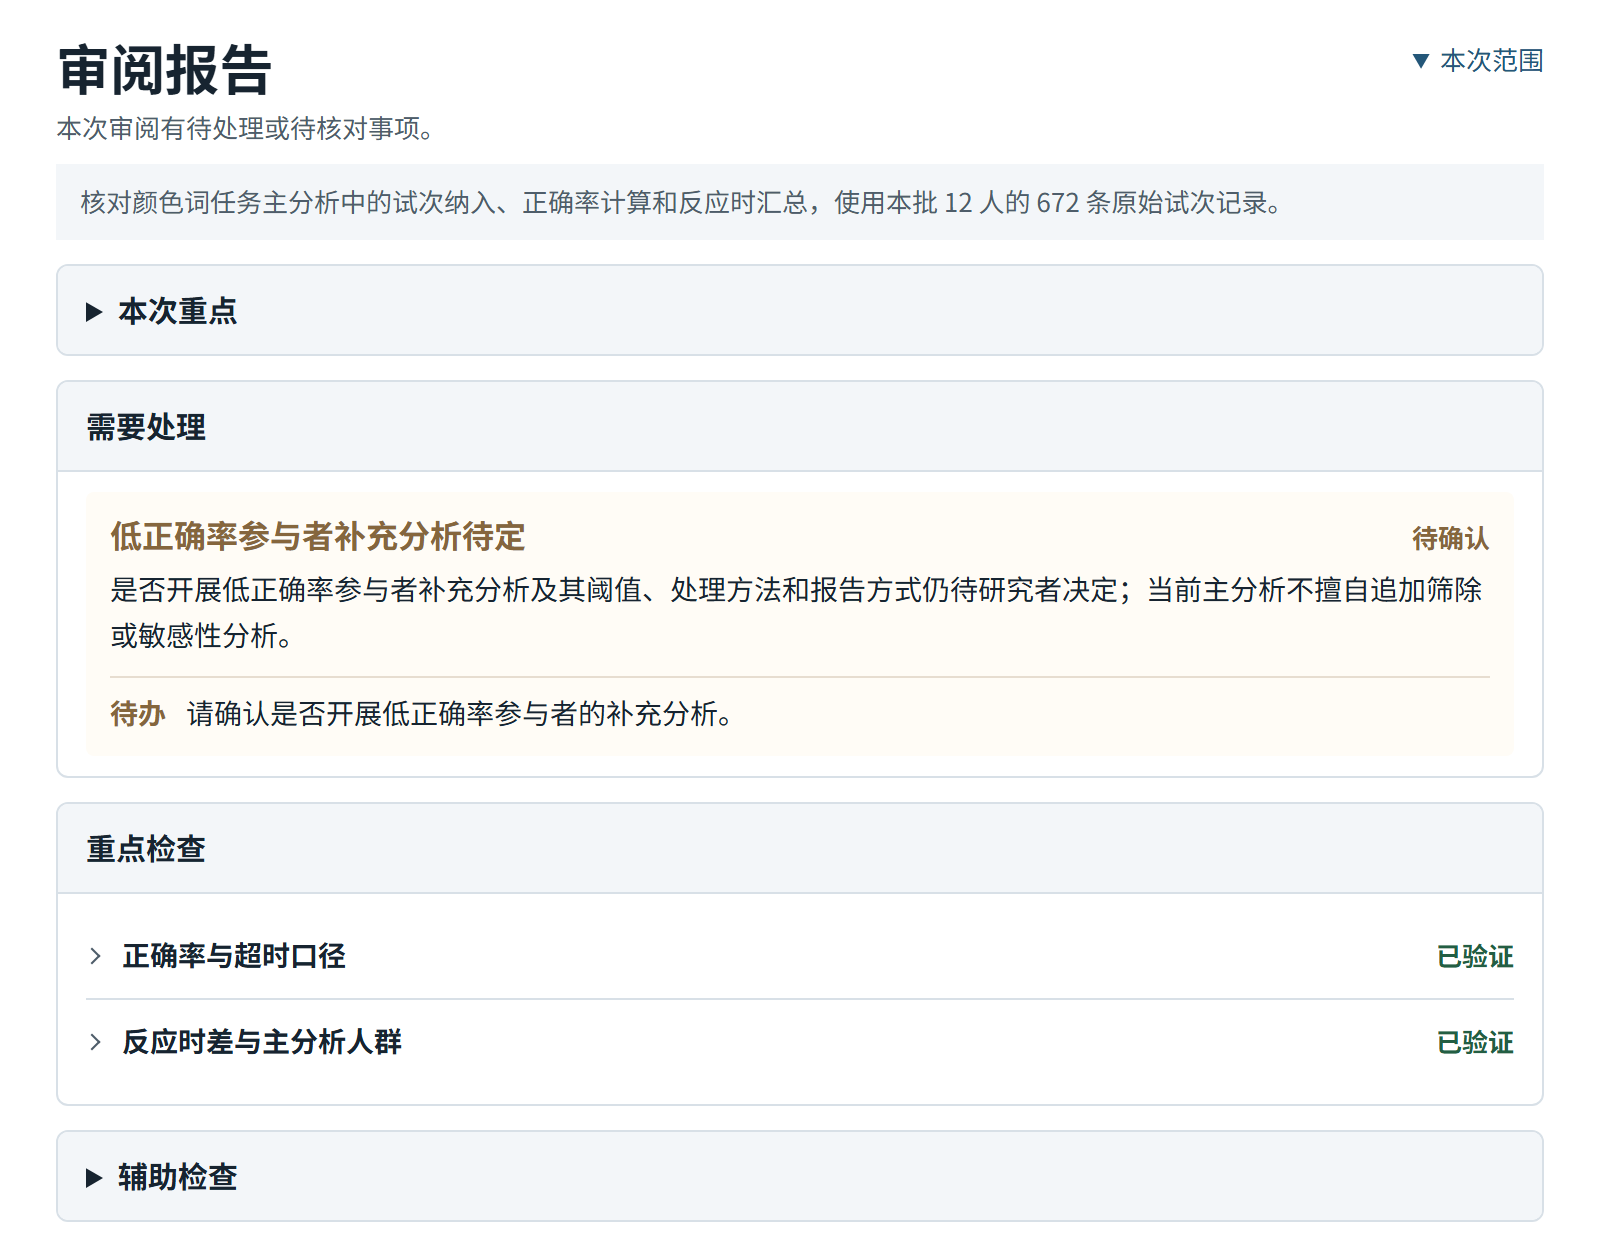 审阅报告
▼ 本次范围
本次审阅有待处理或待核对事项。
核对颜色词任务主分析中的试次纳入、正确率计算和反应时汇总，使用本批 12 人的 672 条原始试次记录。
▶ 本次重点
需要处理
低正确率参与者补充分析待定
待确认
是否开展低正确率参与者补充分析及其阈值、处理方法和报告方式仍待研究者决定；当前主分析不擅自追加筛除
或敏感性分析。
待办 请确认是否开展低正确率参与者的补充分析。
重点检查
正确率与超时口径
已验证
反应时差与主分析人群
已验证
▶ 辅助检查